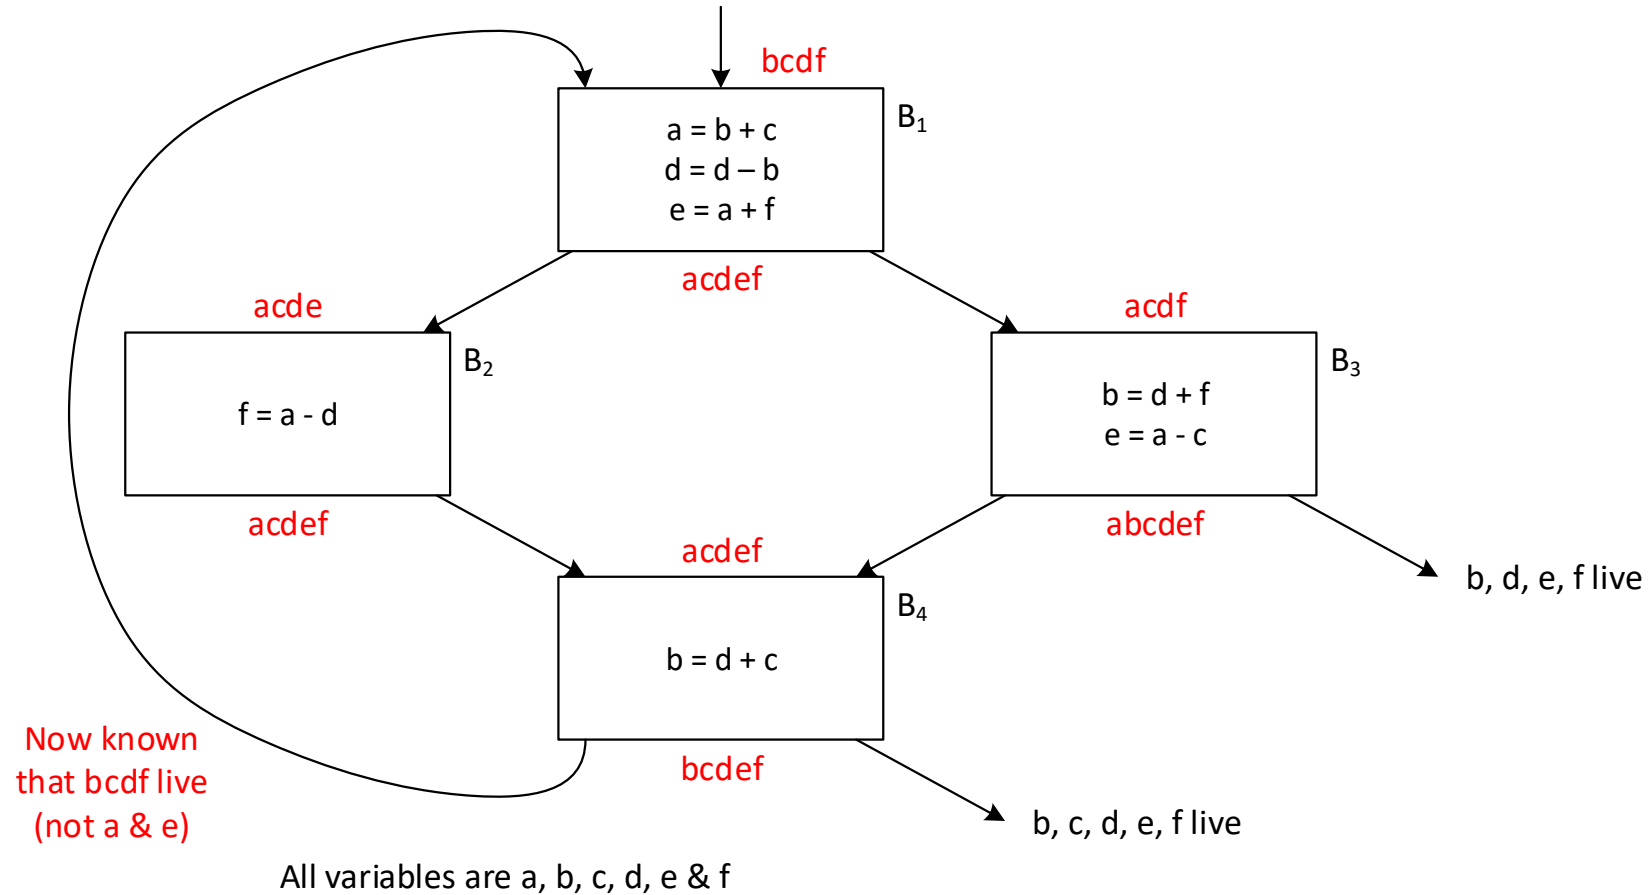 bcdf
B₁
a = b + c
d = d – b
e = a + f
acdef
acde
acdf
B₂
B₃
f = a - d
b = d + f
e = a - c
acdef
abcdef
acdef
b, d, e, f live
B₄
b = d + c
Now known
that bcdf live
(not a & e)
bcdef
b, c, d, e, f live
All variables are a, b, c, d, e & f